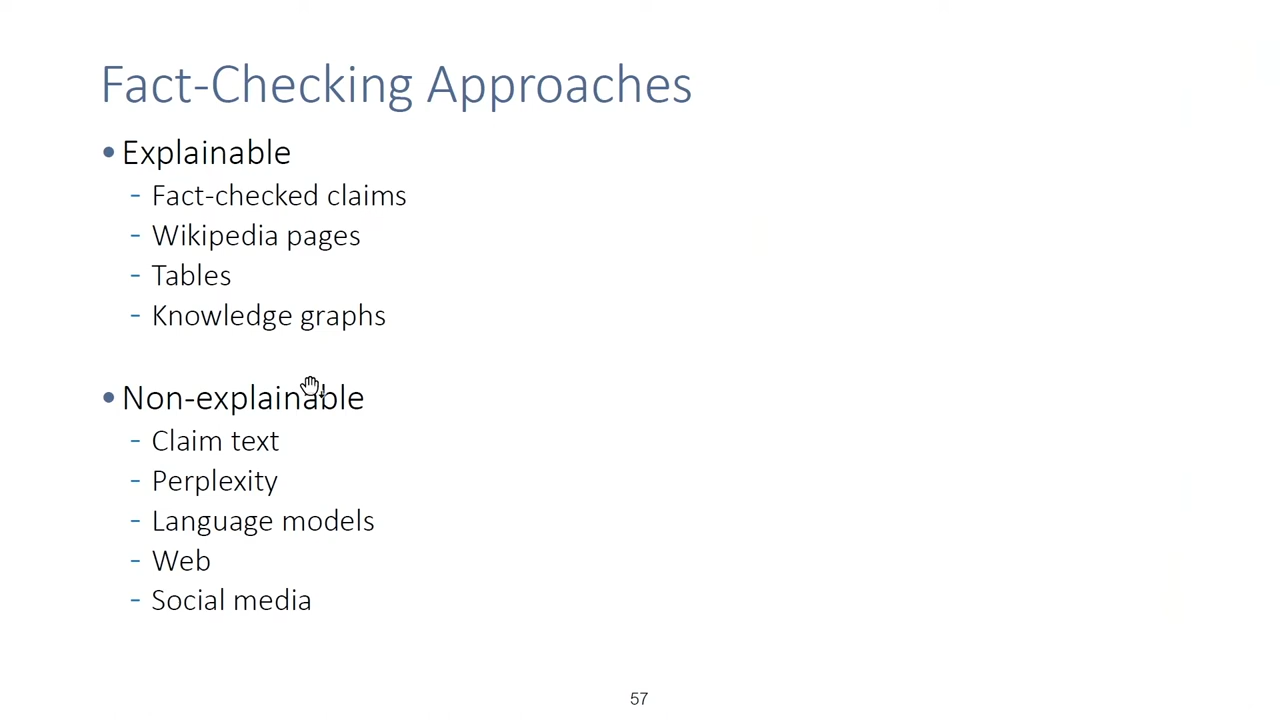 Fact-Checking Approaches
• Explainable
- Fact-checked claims
- Wikipedia pages
- Tables
- Knowledge graphs
• Non-explainable
- Claim text
- Perplexity
- Language models
- Web
- Social media
57